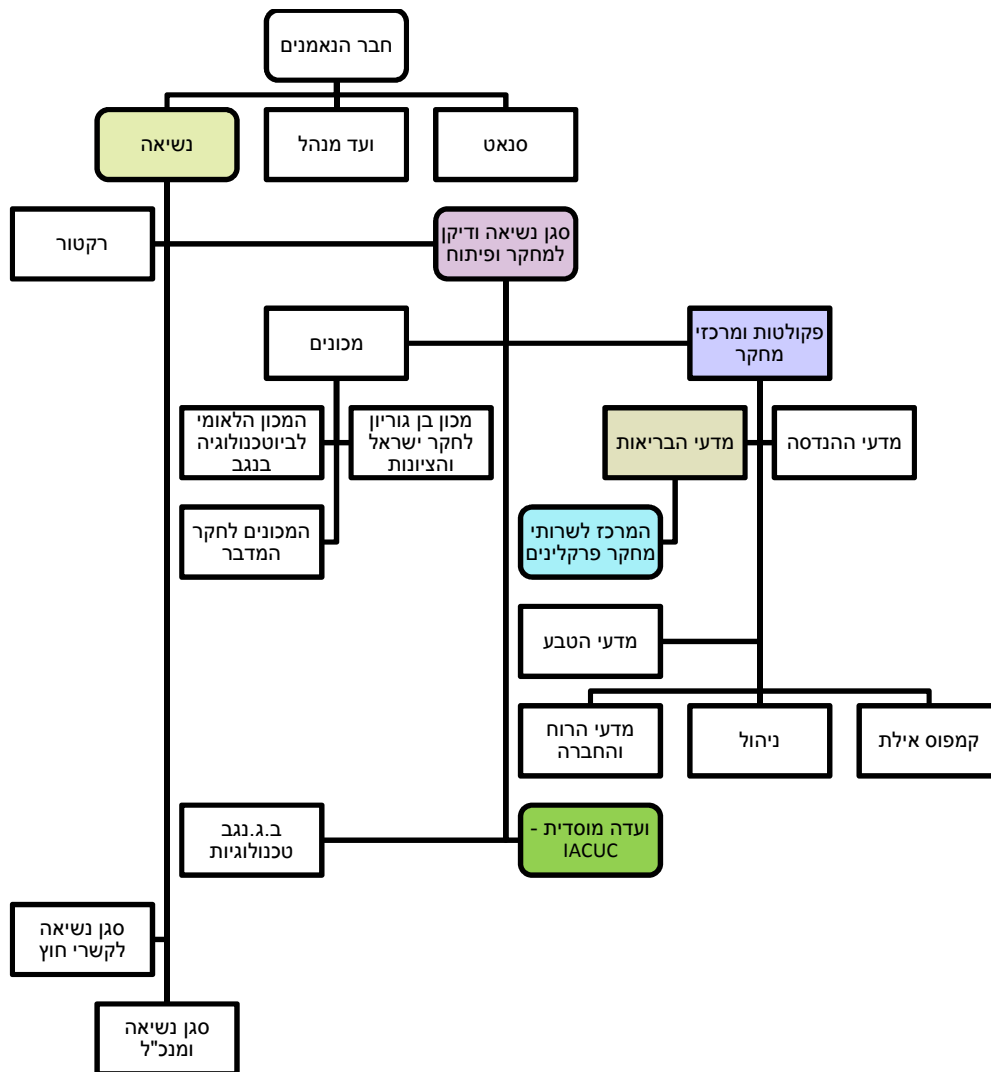 חבר הנאמנים
סנאט
ועד מנהל
נשיאה
סגן נשיאה ודיקן
למחקר ופיתוח
רקטור
פקולטות ומרכזי
מחקר
מכונים
מדעי ההנדסה
מדעי הבריאות
מכון בן גוריון
לחקר ישראל
והציונות
המכון הלאומי
לביוטכנולוגיה
בנגב
המרכז לשרותי
מחקר פרקלינים
המכונים לחקר
המדבר
מדעי הטבע
קמפוס אילת
ניהול
מדעי הרוח
והחברה
ועדה מוסדית -
IACUC
ב.ג.נגב
טכנולוגיות
סגן נשיאה
לקשרי חוץ
סגן נשיאה
ומנכ"ל